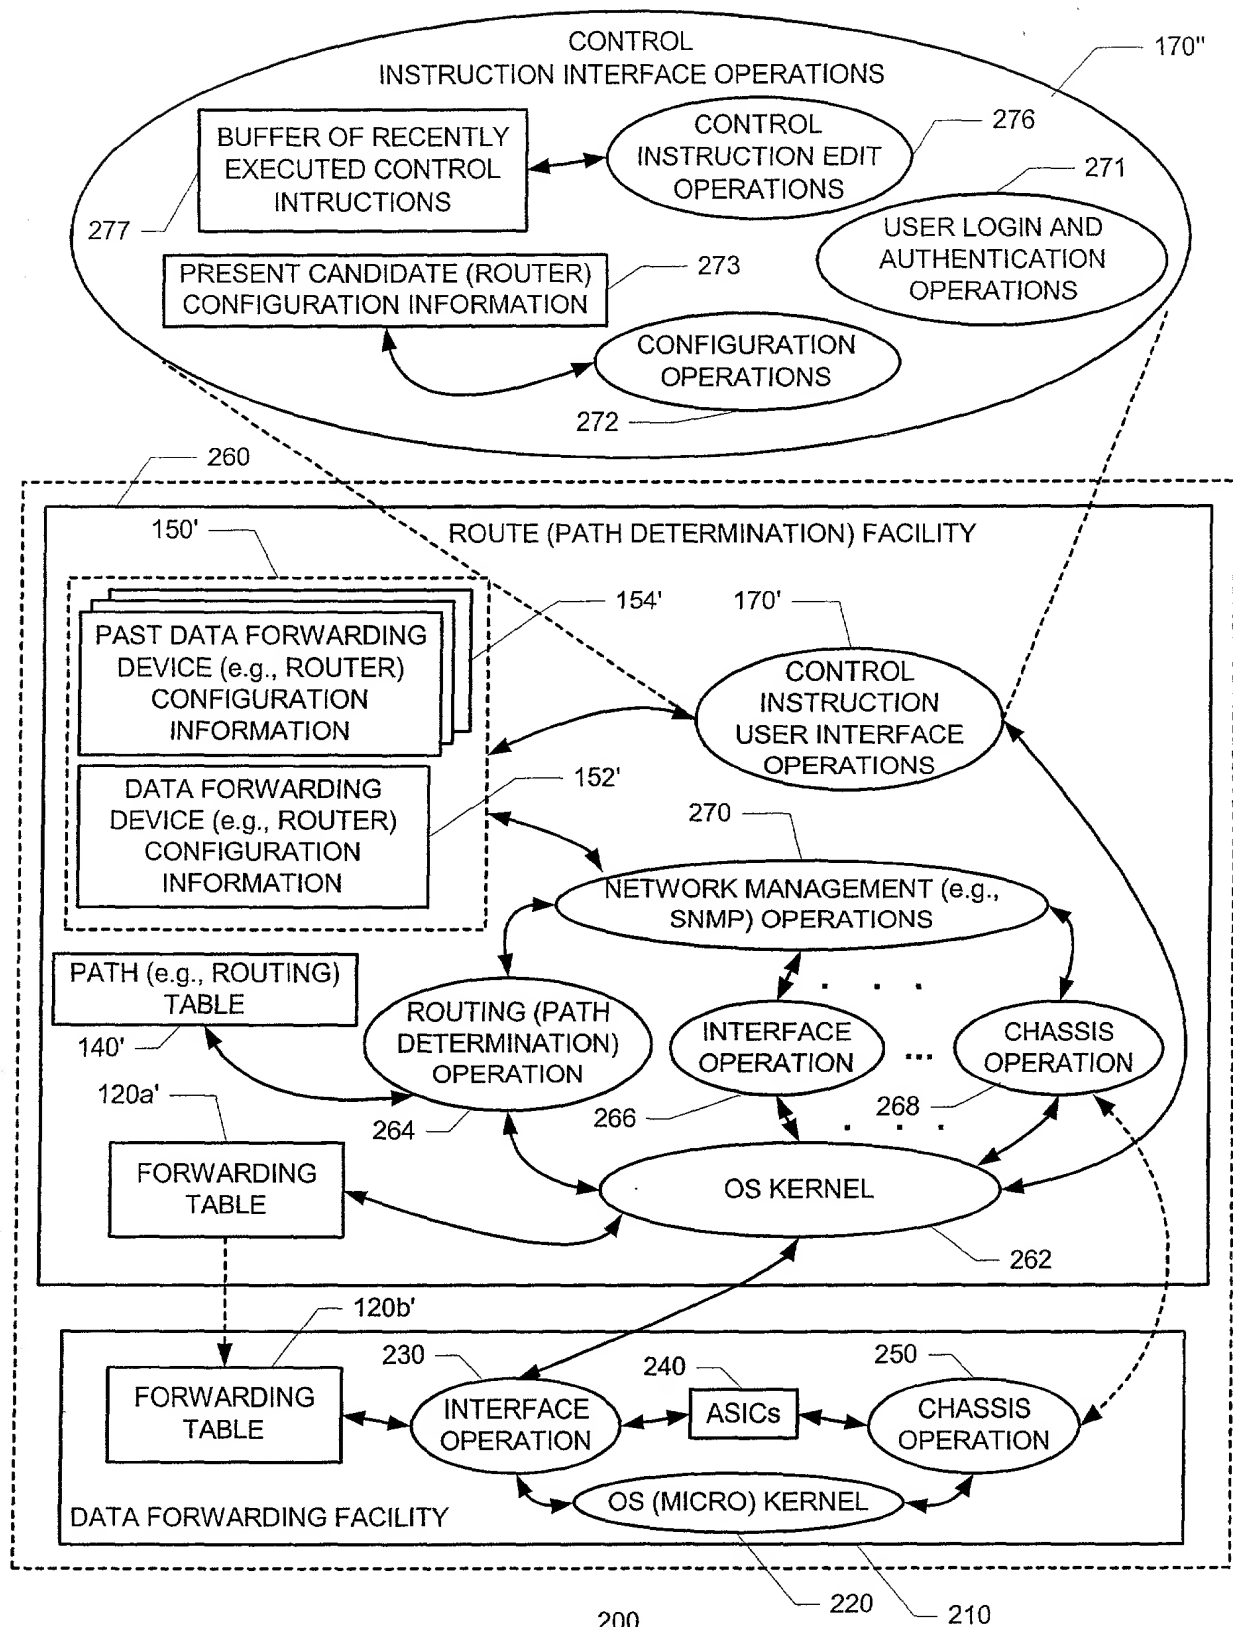 CONTROL
INSTRUCTION INTERFACE OPERATIONS
170"
BUFFER OF RECENTLY
EXECUTED CONTROL
INTRUCTIONS
277
CONTROL
INSTRUCTION EDIT
OPERATIONS
276
271
USER LOGIN AND
AUTHENTICATION
OPERATIONS
PRESENT CANDIDATE (ROUTER)
CONFIGURATION INFORMATION
273
CONFIGURATION
OPERATIONS
272
260
ROUTE (PATH DETERMINATION) FACILITY
150'
154'
PAST DATA FORWARDING
DEVICE (e.g., ROUTER)
CONFIGURATION
INFORMATION
170'
CONTROL
INSTRUCTION
USER INTERFACE
OPERATIONS
152'
DATA FORWARDING
DEVICE (e.g., ROUTER)
CONFIGURATION
INFORMATION
270
NETWORK MANAGEMENT (e.g.,
SNMP) OPERATIONS
. . .
PATH (e.g., ROUTING)
TABLE
140'
ROUTING (PATH
DETERMINATION)
OPERATION
264
INTERFACE
OPERATION
266
...
CHASSIS
OPERATION
268
. . .
120a'
FORWARDING
TABLE
OS KERNEL
262
120b'
FORWARDING
TABLE
230
INTERFACE
OPERATION
240
ASICs
250
CHASSIS
OPERATION
OS (MICRO) KERNEL
DATA FORWARDING FACILITY
220
210
200